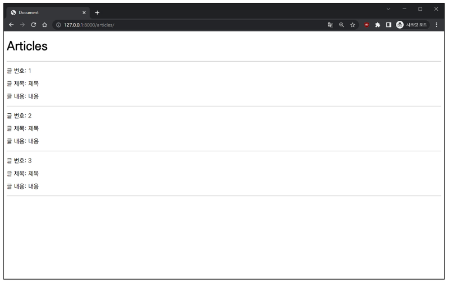 Document
127.0.0.1:8000/articles/
Articles
글 번호: 1
글 제목: 제목
글 내용: 내용
글 번호: 2
글 제목: 제목
글 내용: 내용
글 번호: 3
글 제목: 제목
글 내용: 내용